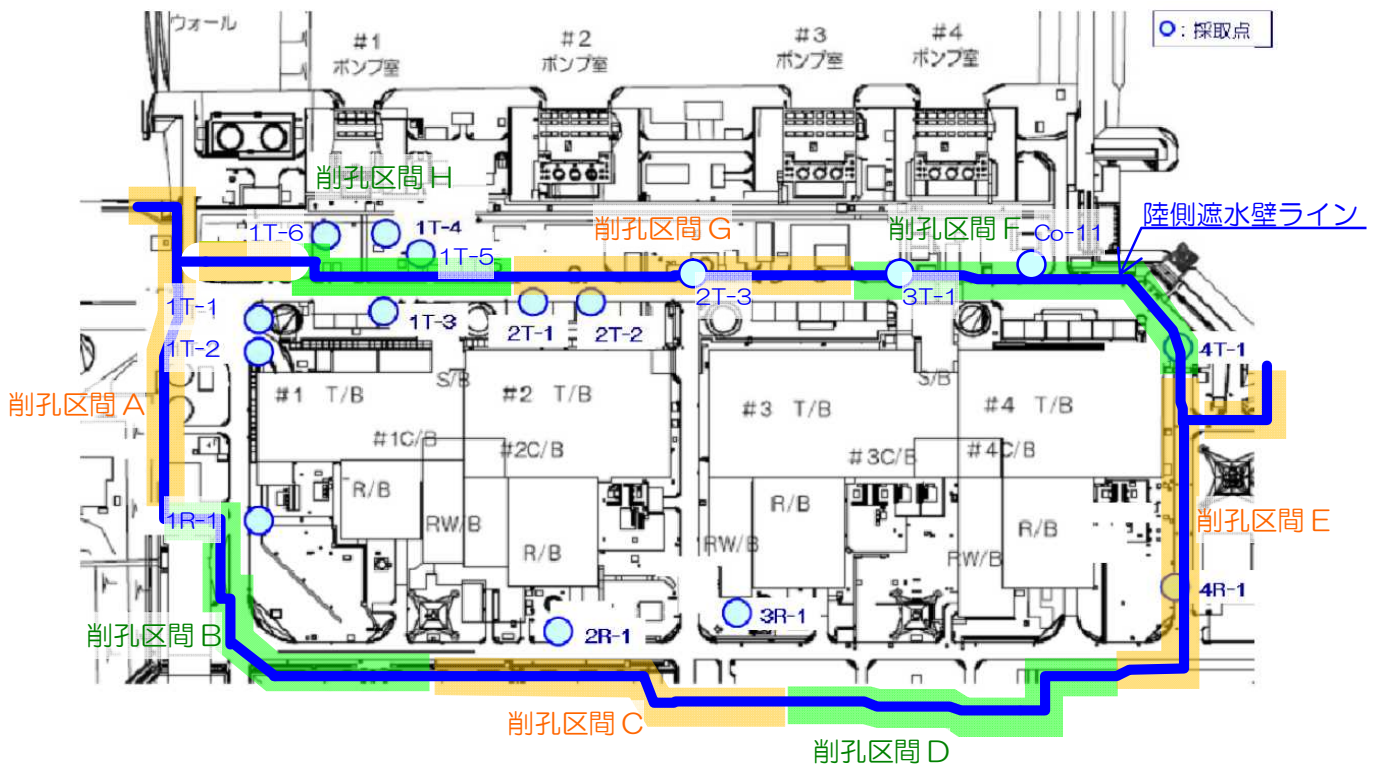 ウォール
#1
ポンプ室
#2
ポンプ室
#3
ポンプ室
#4
ポンプ室
○：採取点
削孔区間 H
1T-6
1T-4
1T-5
削孔区間 G
削孔区間 F
Co-11
陸側遮水壁ライン
2T-3
3T-1
1T-1
1T-2
1T-3
2T-1
2T-2
4T-1
削孔区間 A
#1 T/B
S/B
#2 T/B
#3 T/B
S/B
#4 T/B
#1C/B
#2C/B
#3C/B
#4C/B
R/B
RW/B
R/B
R/B
RW/B
R/B
RW/B
1R-1
削孔区間 E
削孔区間 B
2R-1
3R-1
4R-1
削孔区間 C
削孔区間 D